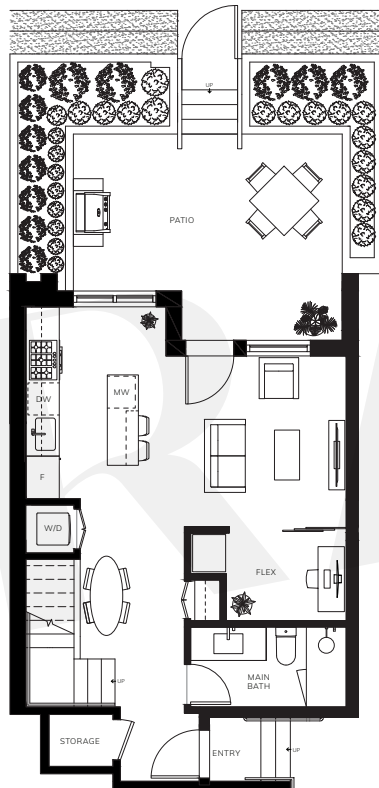 UP
PATIO
DW
MW
F
W/D
FLEX
UP
MAIN
BATH
STORAGE
ENTRY
UP